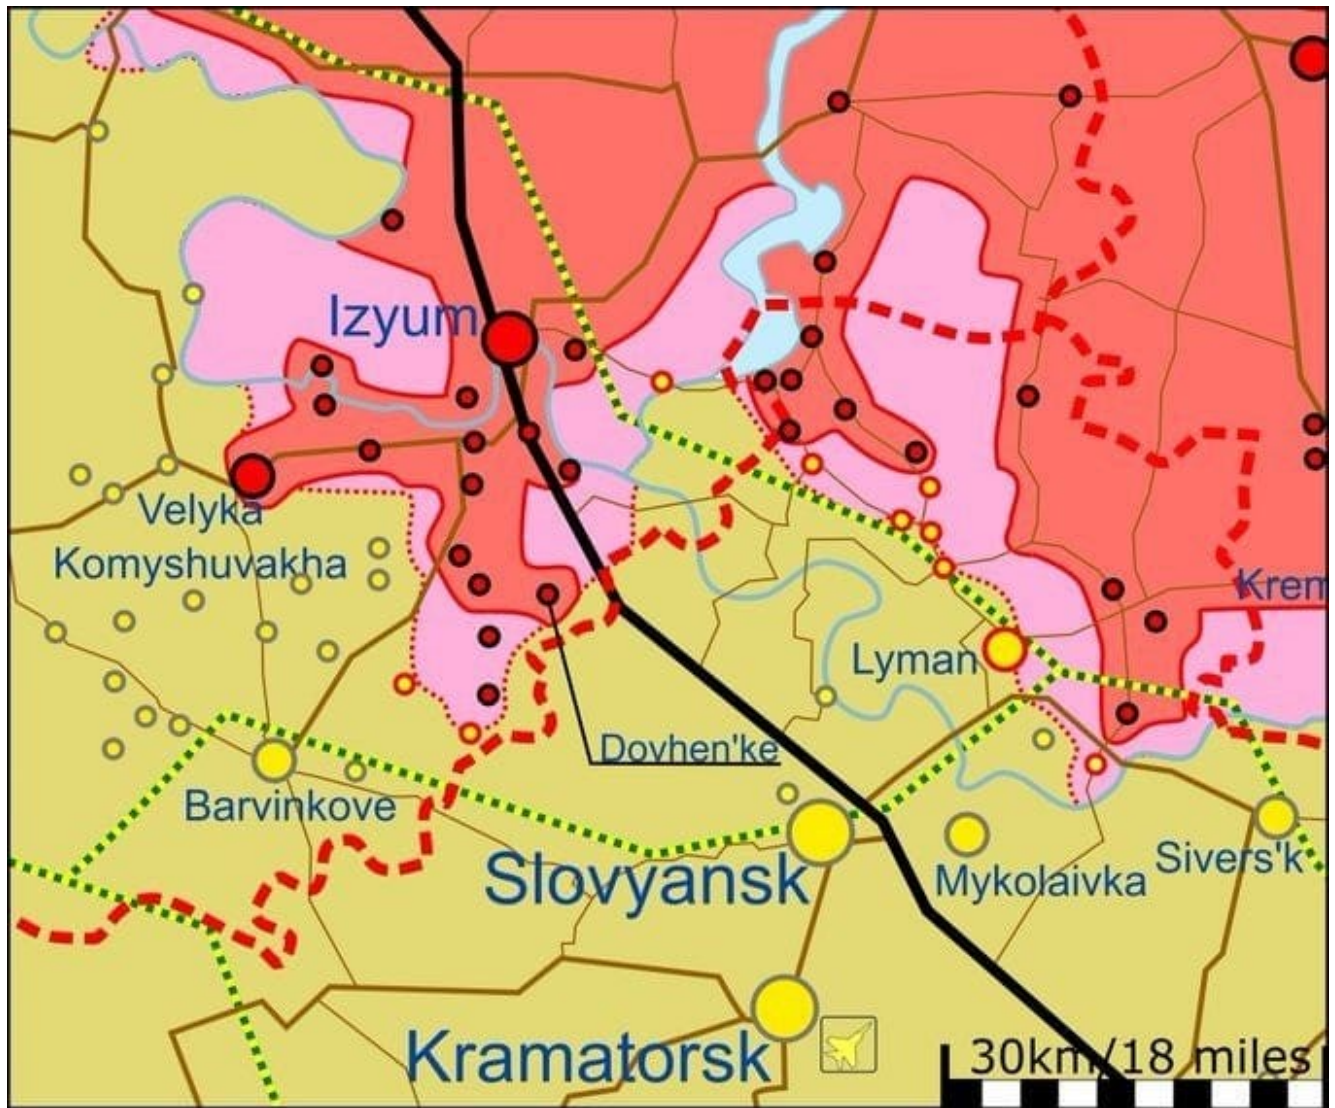 Izyum
Velyka
Komyshuvakha
Krem
Lyman
Dovhen'ke
Barvinkove
Slovyansk
Mykolaivka
Sivers'k
Kramatorsk
30km/18 miles